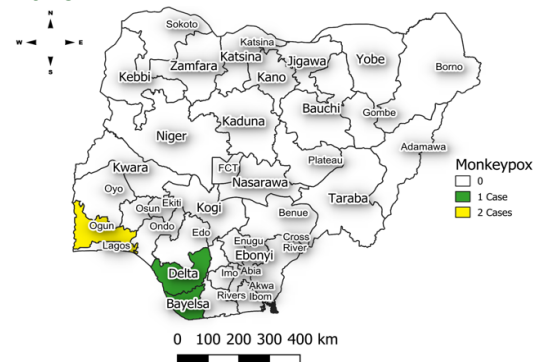 N
W E
S
Sokoto
Katsina
Katsina
Jigawa
Yobe
Borno
Zamfara
Kebbi
Kano
Bauchi
Gombe
Kaduna
Niger
Adamawa
Plateau
FCT
Kwara
Nasarawa
Oyo
Taraba
Kogi
Osun
Ekiti
Benue
Ogun
Ondo
Edo
Lagos
Enugu
Cross
River
Ebonyi
Delta
Imo
Abia
Akwa
Ibom
Rivers
Bayelsa
Monkeypox
0
1 Case
2 Cases
0 100 200 300 400 km